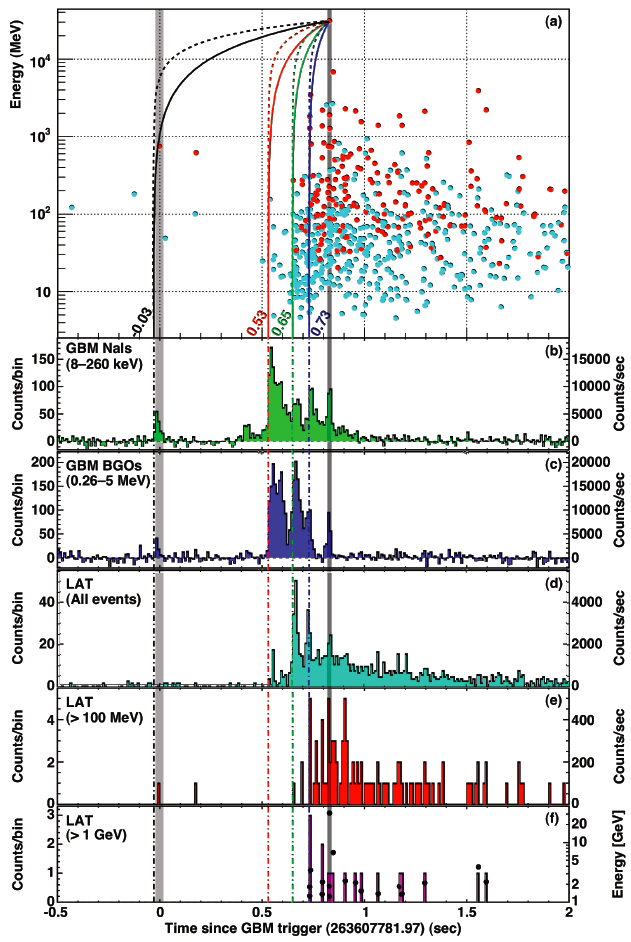 (a)
Energy (MeV)
10⁴
10³
10²
10
-0.03
0.53
0.65
0.73
GBM NaIs
(8–260 keV)
(b)
Counts/bin
150
100
50
0
15000
10000
5000
0
Counts/sec
GBM BGOs
(0.26–5 MeV)
(c)
Counts/bin
200
150
100
50
0
20000
15000
10000
5000
0
Counts/sec
LAT
(All events)
(d)
Counts/bin
40
20
0
4000
2000
0
Counts/sec
LAT
(> 100 MeV)
(e)
Counts/bin
4
2
0
400
200
0
Counts/sec
LAT
(> 1 GeV)
(f)
Counts/bin
3
2
1
0
20
10
5
2
1
Energy [GeV]
-0.5 0 0.5 1 1.5 2
Time since GBM trigger (263607781.97) (sec)